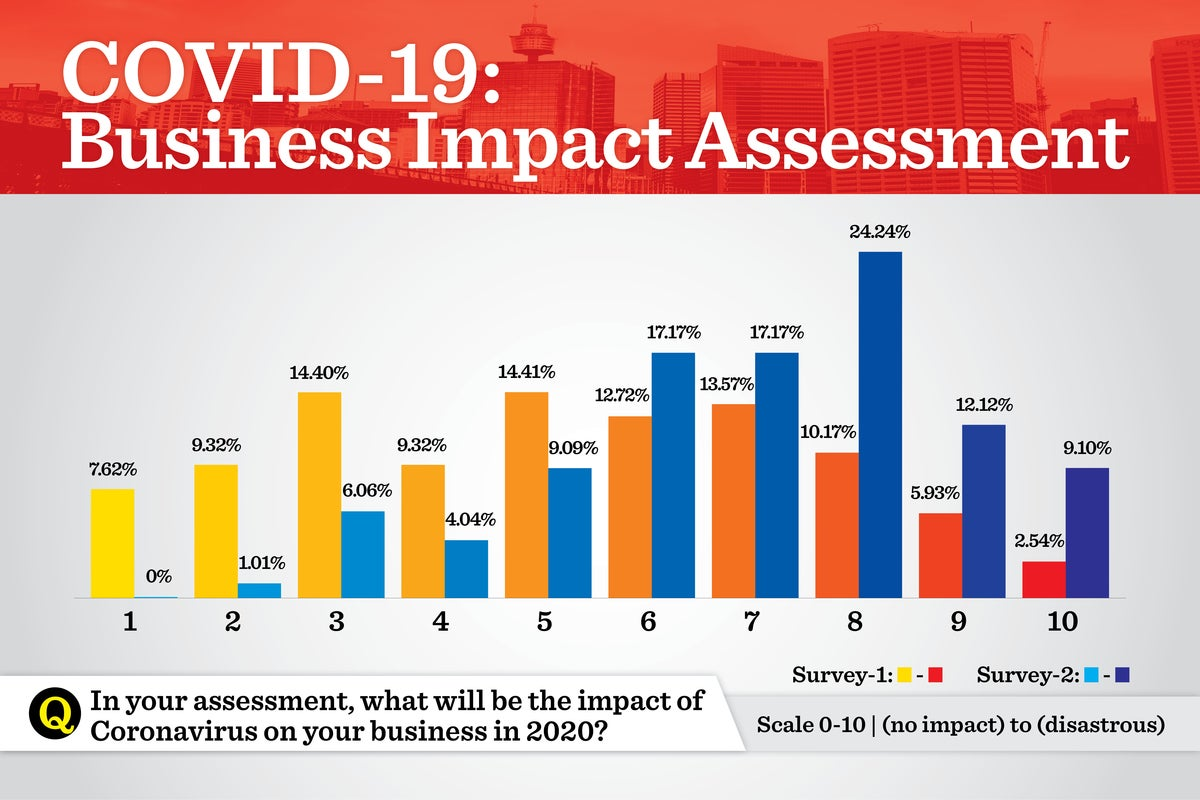 COVID-19:
Business Impact Assessment
24.24%
17.17%
17.17%
14.40%
14.41%
13.57%
12.72%
12.12%
10.17%
9.32%
9.32%
9.09%
9.10%
7.62%
6.06%
5.93%
4.04%
2.54%
1.01%
0%
1 2 3 4 5 6 7 8 9 10
Survey-1: - Survey-2: -
Q In your assessment, what will be the impact of
Coronavirus on your business in 2020?
Scale 0-10 | (no impact) to (disastrous)